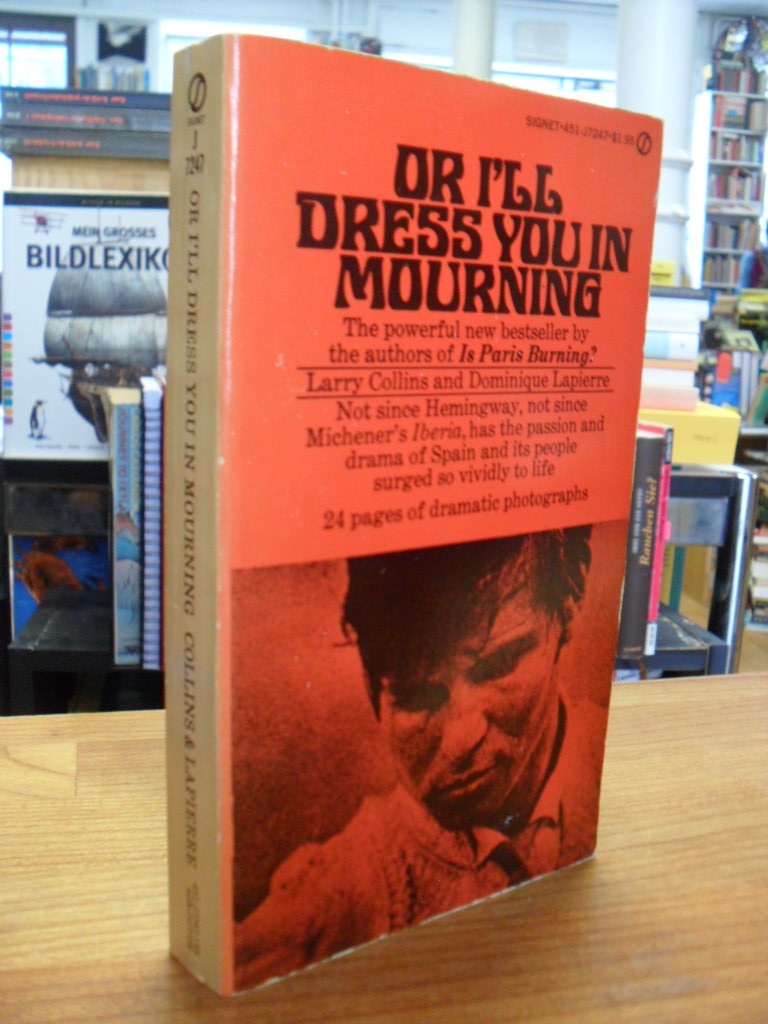 SIGNET•451-J7247•$1.95
OR I'LL
DRESS YOU IN
MOURNING
The powerful new bestseller by
the authors of Is Paris Burning?
Larry Collins and Dominique Lapierre
Not since Hemingway, not since
Michener's Iberia, has the passion and
drama of Spain and its people
surged so vividly to life
24 pages of dramatic photographs
SIGNET
J
7247
OR I'LL DRESS YOU IN MOURNING COLLINS & LAPIERRE
MEIN GROSSES
BILDLEXIKO
Rauchen Sie?